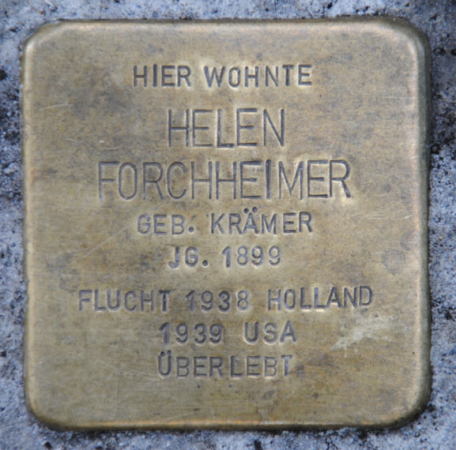 HIER WOHNTE
HELEN
FORCHHEIMER
GEB. KRÄMER
JG. 1899
FLUCHT 1938 HOLLAND
1939 USA
ÜBERLEBT